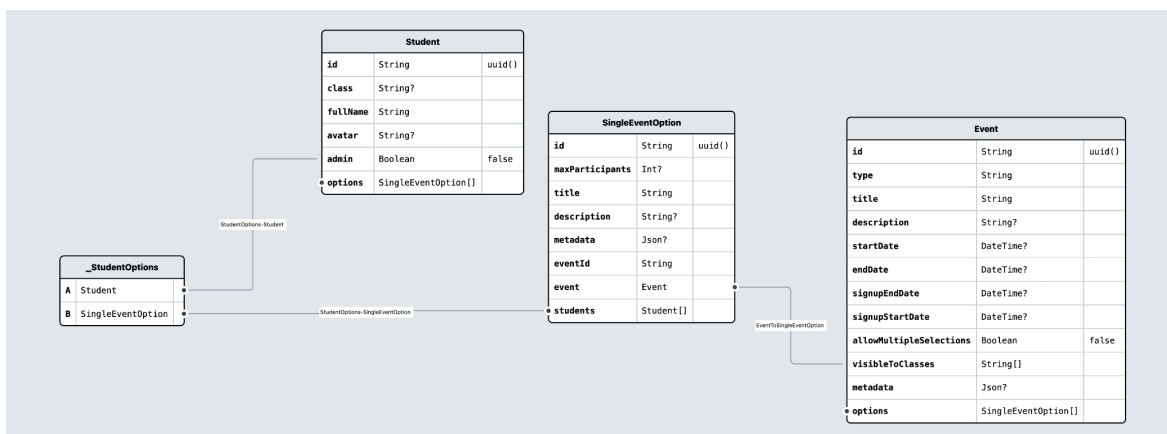 Student
id String uuid()
class String?
fullName String
avatar String?
admin Boolean false
options SingleEventOption[]
StudentOptions-Student
_StudentOptions
A Student
B SingleEventOption
StudentOptions-SingleEventOption
SingleEventOption
id String uuid()
maxParticipants Int?
title String
description String?
metadata Json?
eventId String
event Event
students Student[]
EventToSingleEventOption
Event
id String uuid()
type String
title String
description String?
startDate DateTime?
endDate DateTime?
signupEndDate DateTime?
signupStartDate DateTime?
allowMultipleSelections Boolean false
visibleToClasses String[]
metadata Json?
options SingleEventOption[]